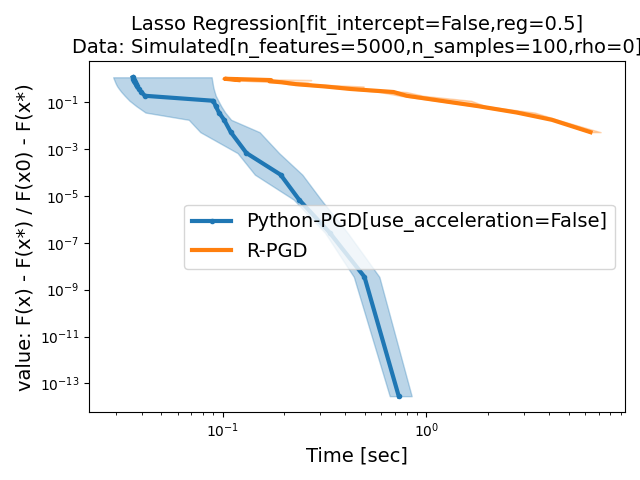 Lasso Regression[fit_intercept=False,reg=0.5]
Data: Simulated[n_features=5000,n_samples=100,rho=0]
value: F(x) - F(x*) / F(x0) - F(x*)
10⁻¹
10⁻³
10⁻⁵
10⁻⁷
10⁻⁹
10⁻¹¹
10⁻¹³
Python-PGD[use_acceleration=False]
R-PGD
10⁻¹ 10⁰
Time [sec]